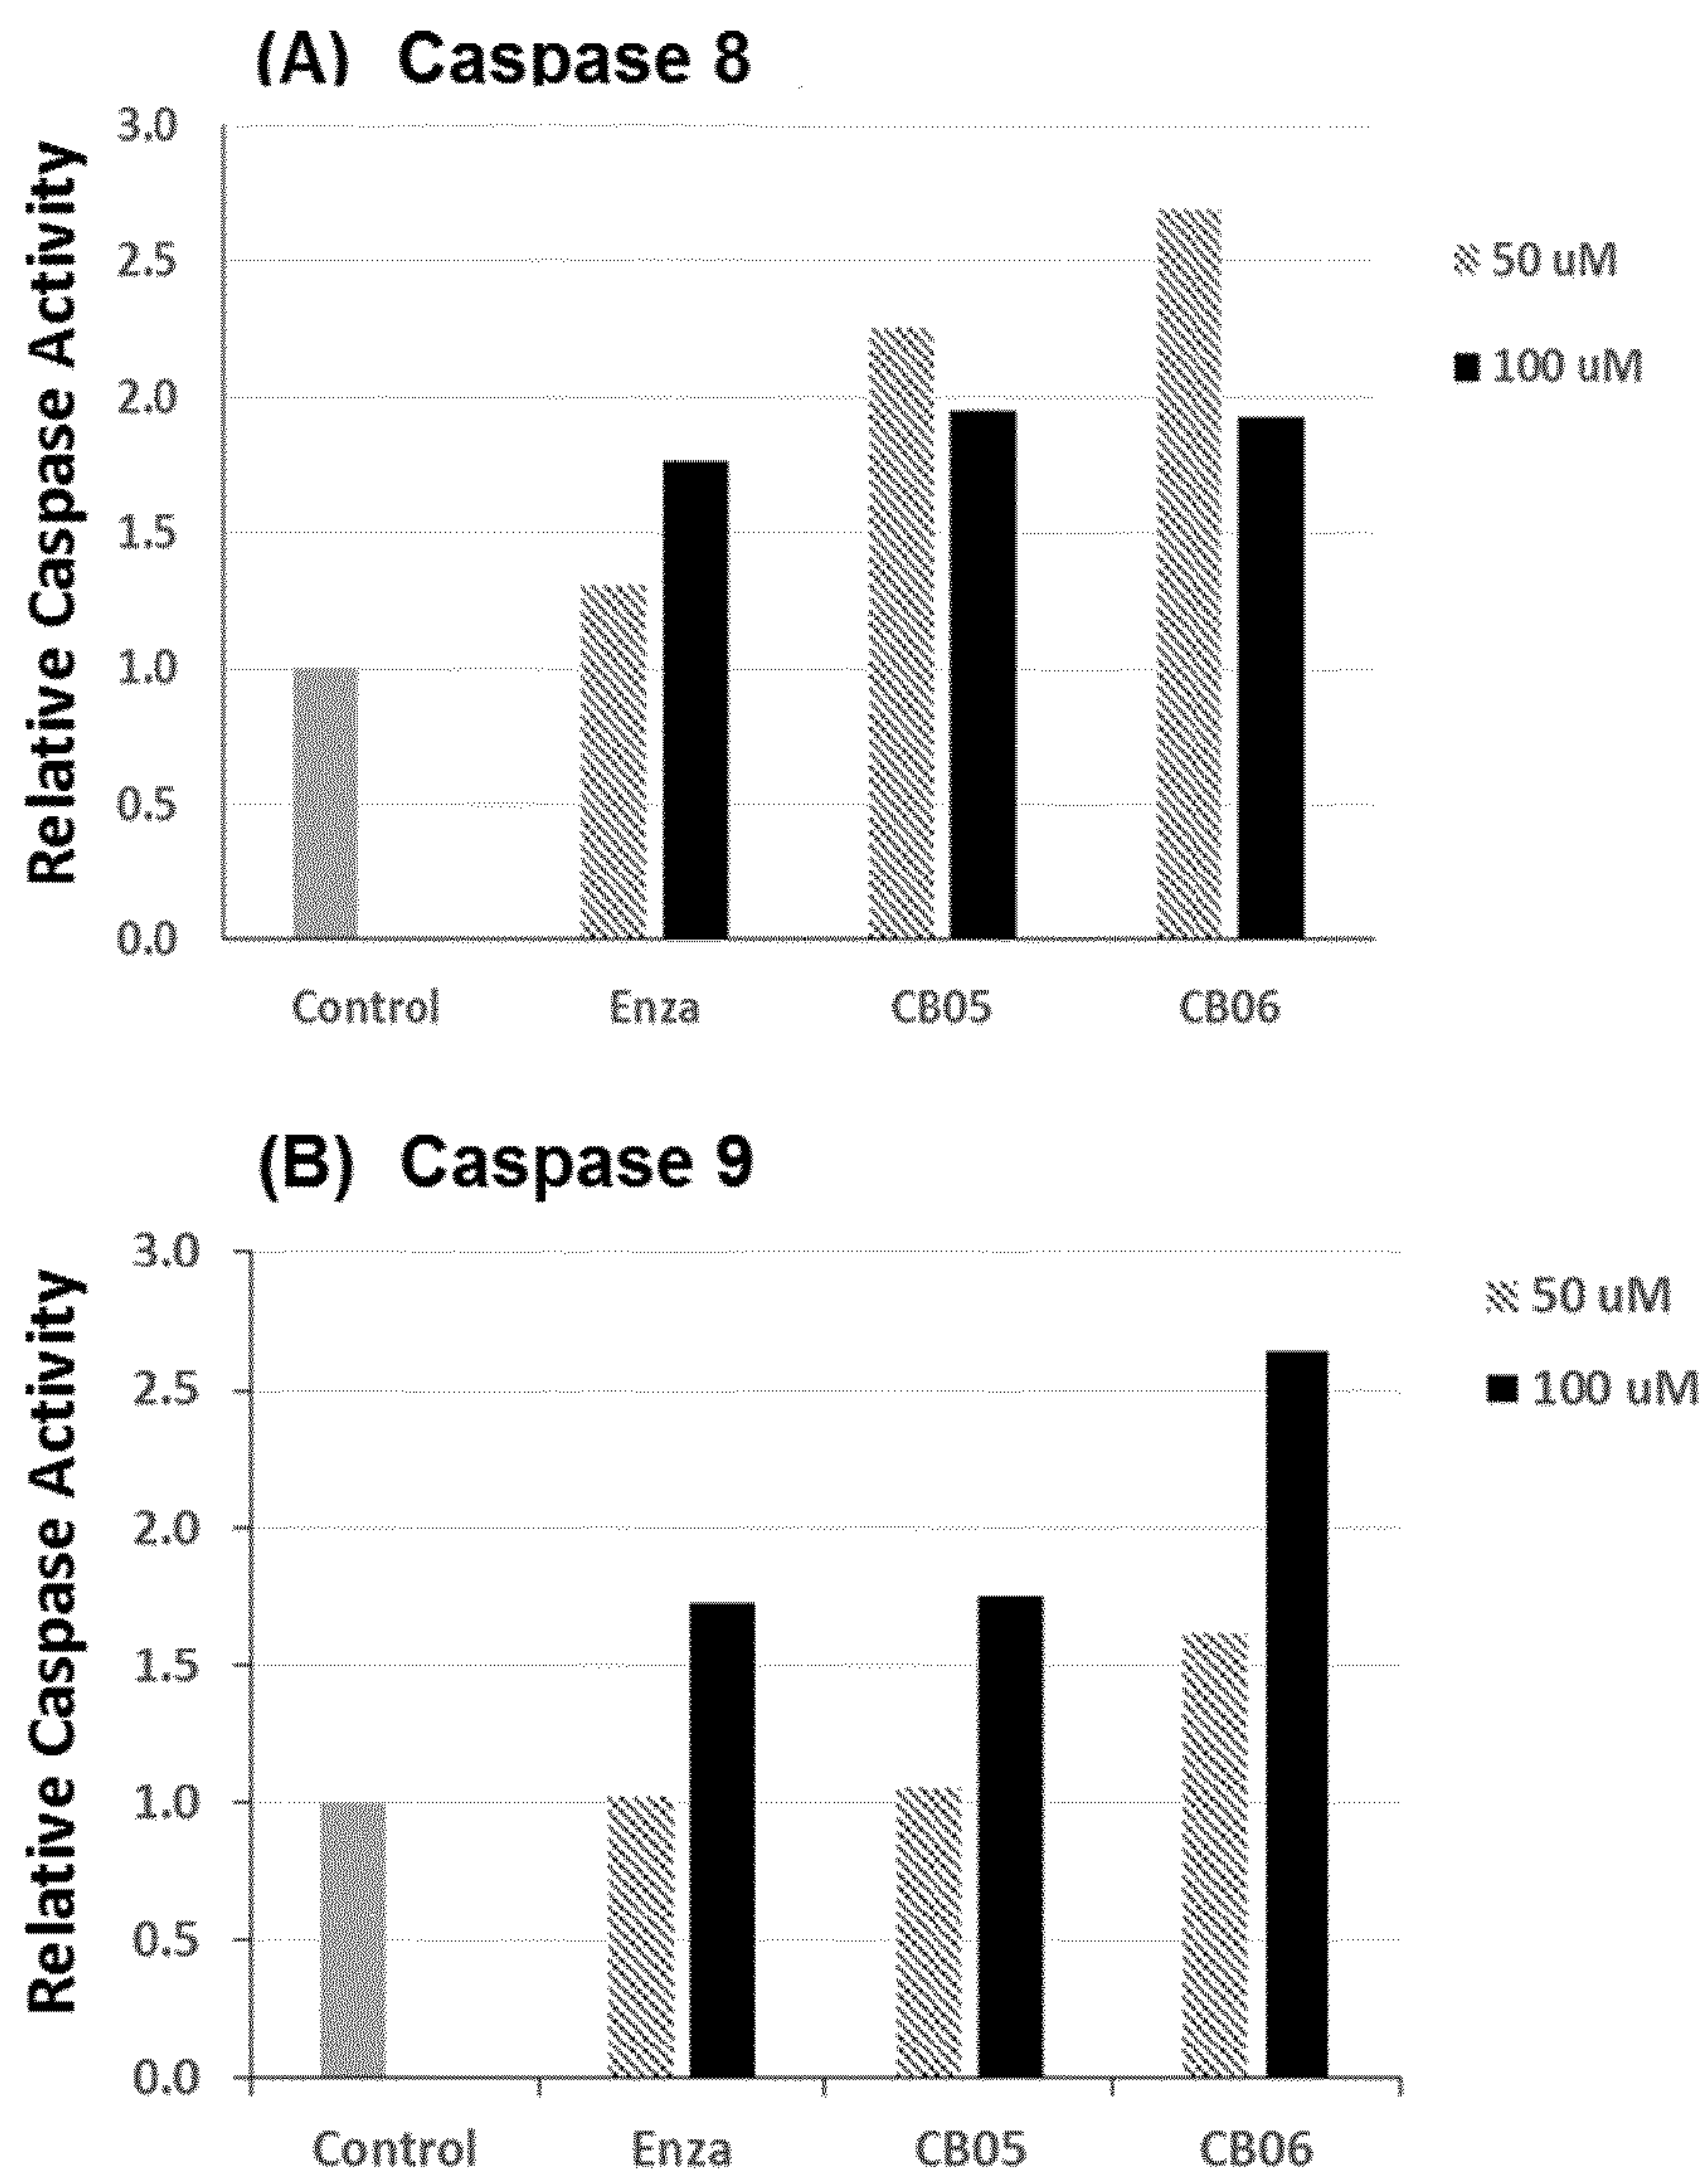 (A) Caspase 8
Relative Caspase Activity
3.0
2.5
2.0
1.5
1.0
0.5
0.0
Control Enza CB05 CB06
50 uM
100 uM
(B) Caspase 9
Relative Caspase Activity
3.0
2.5
2.0
1.5
1.0
0.5
0.0
Control Enza CB05 CB06
50 uM
100 uM